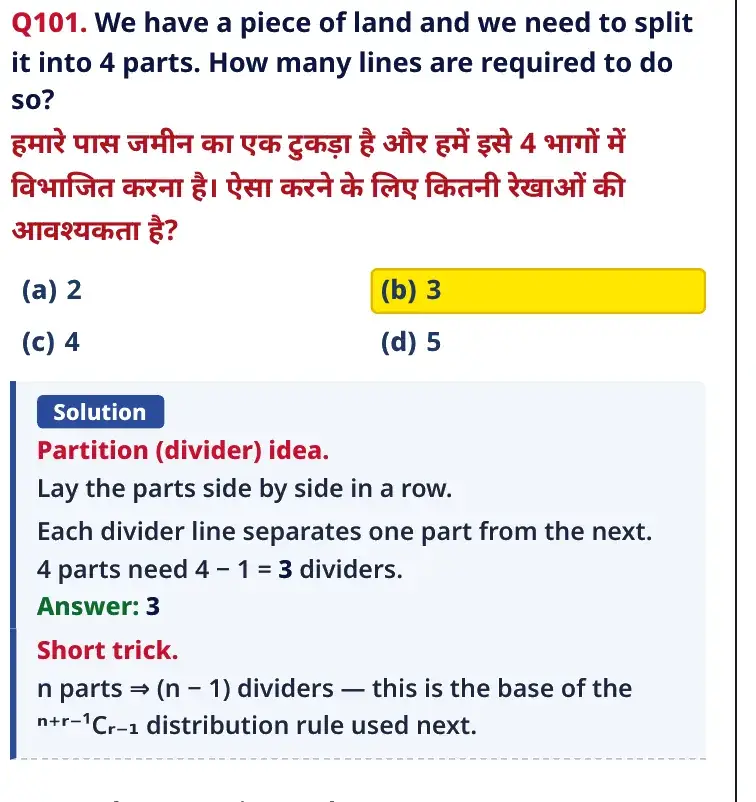 Q101. We have a piece of land and we need to split
it into 4 parts. How many lines are required to do
so?
हमारे पास जमीन का एक टुकड़ा है और हमें इसे 4 भागों में
विभाजित करना है। ऐसा करने के लिए कितनी रेखाओं की
आवश्यकता है?
(a) 2 (b) 3
(c) 4 (d) 5
Solution
Partition (divider) idea.
Lay the parts side by side in a row.
Each divider line separates one part from the next.
4 parts need 4 − 1 = 3 dividers.
Answer: 3
Short trick.
n parts ⇒ (n − 1) dividers — this is the base of the
ⁿ⁺ʳ⁻¹Cᵣ₋₁ distribution rule used next.